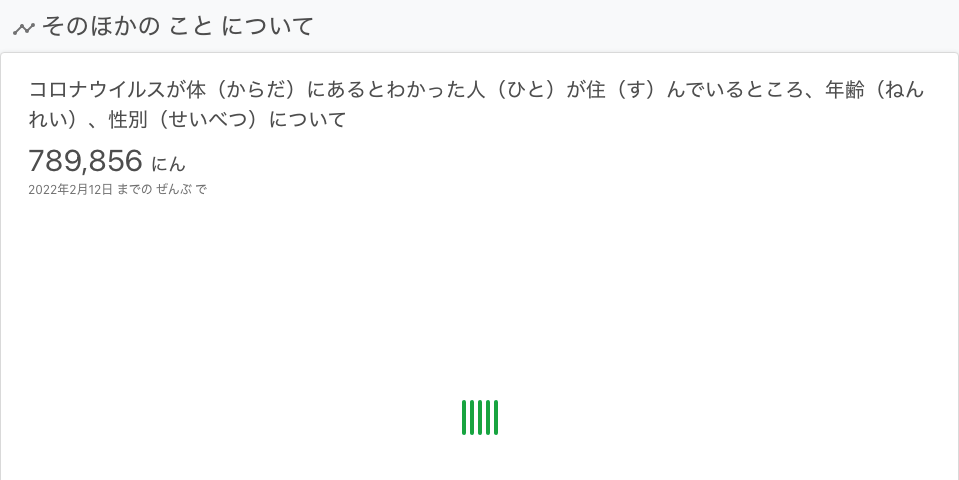 そのほかの こと について
コロナウイルスが体（からだ）にあるとわかった人（ひと）が住（す）んでいるところ、年齢（ねん
れい）、性別（せいべつ）について
789,856 にん
2022年2月12日 までの ぜんぶ で